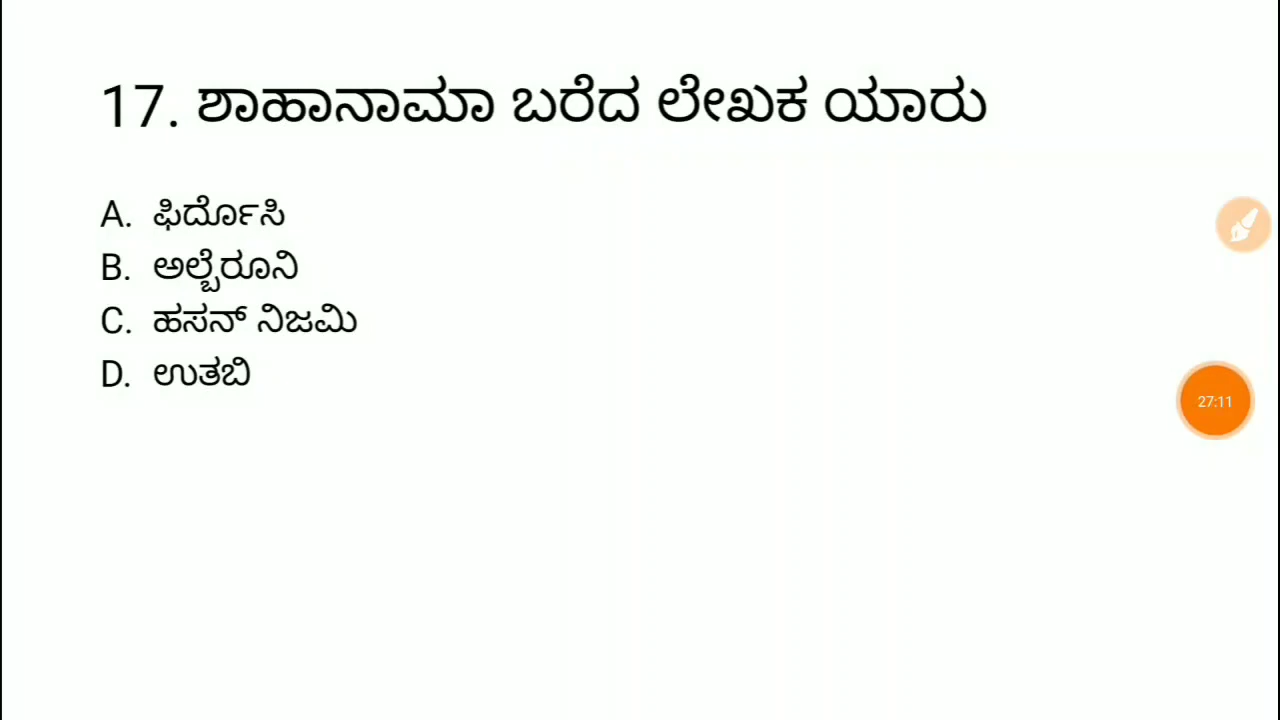 17. ಶಾಹಾನಾಮಾ ಬರೆದ ಲೇಖಕ ಯಾರು
A. ಫಿರ್ದೊಸಿ
B. ಅಲ್ಬೆರೂನಿ
C. ಹಸನ್ ನಿಜಮಿ
D. ಉತಬಿ
27:11